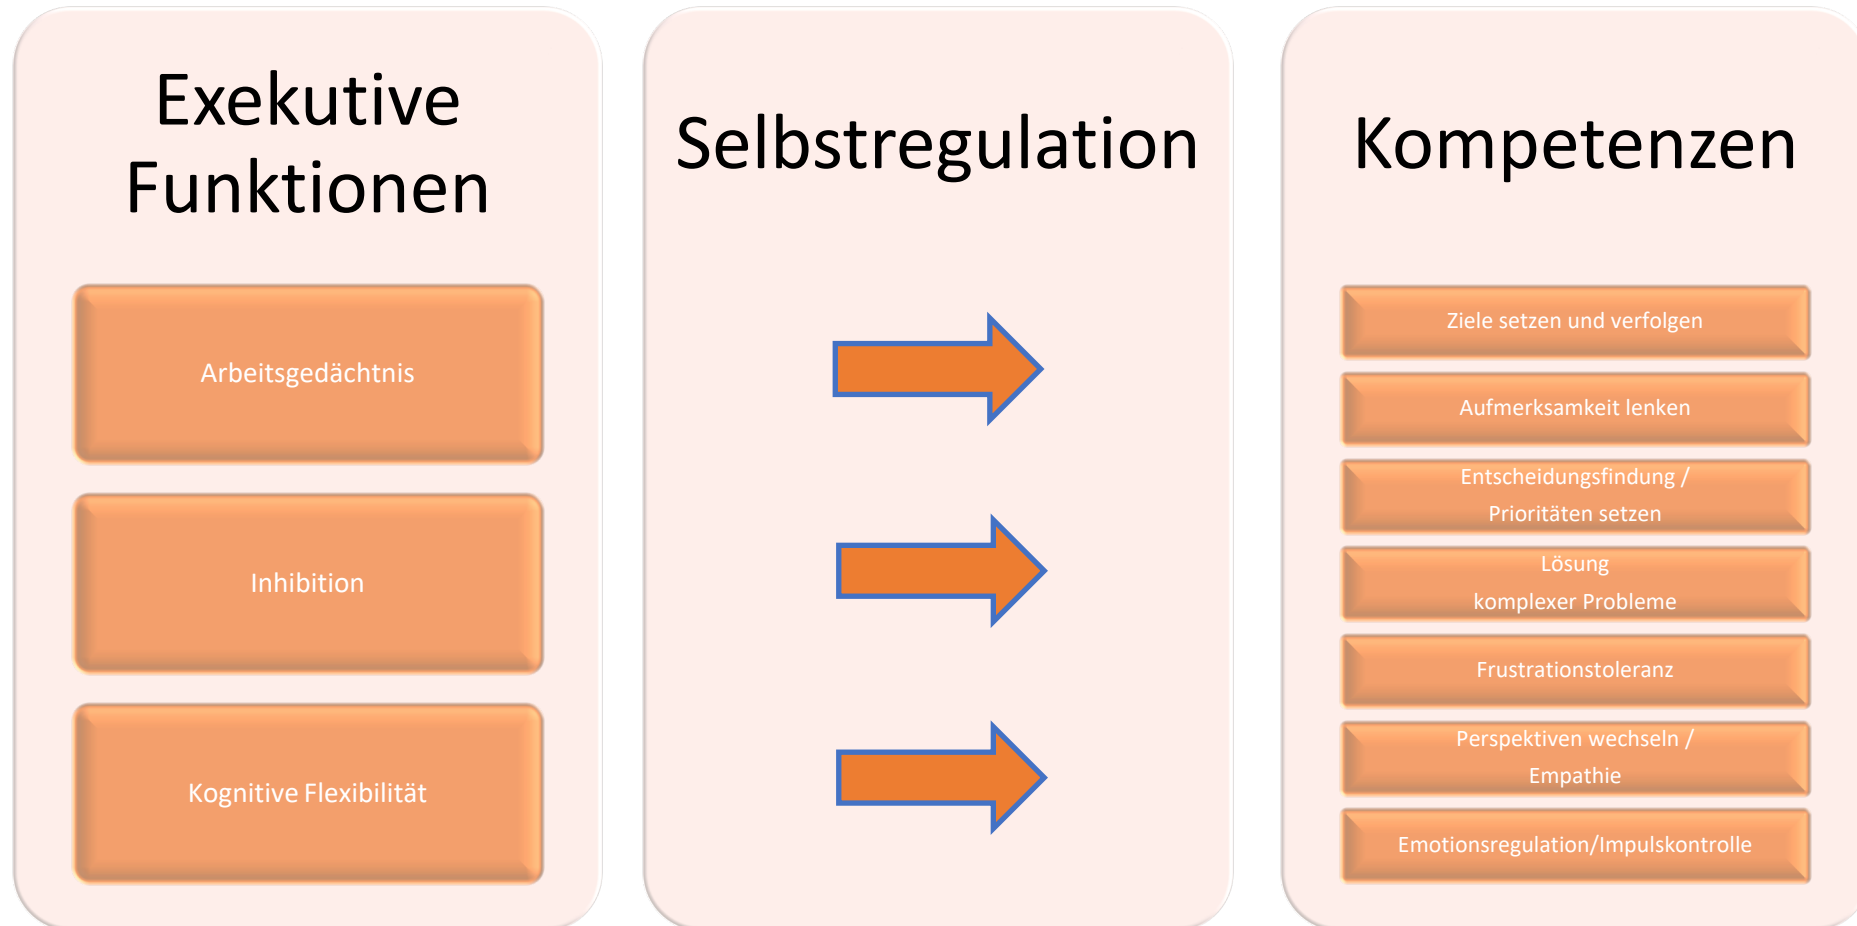 Exekutive
Funktionen
Arbeitsgedächtnis
Inhibition
Kognitive Flexibilität
Selbstregulation
Kompetenzen
Ziele setzen und verfolgen
Aufmerksamkeit lenken
Entscheidungsfindung /
Prioritäten setzen
Lösung
komplexer Probleme
Frustrationstoleranz
Perspektiven wechseln /
Empathie
Emotionsregulation/Impulskontrolle